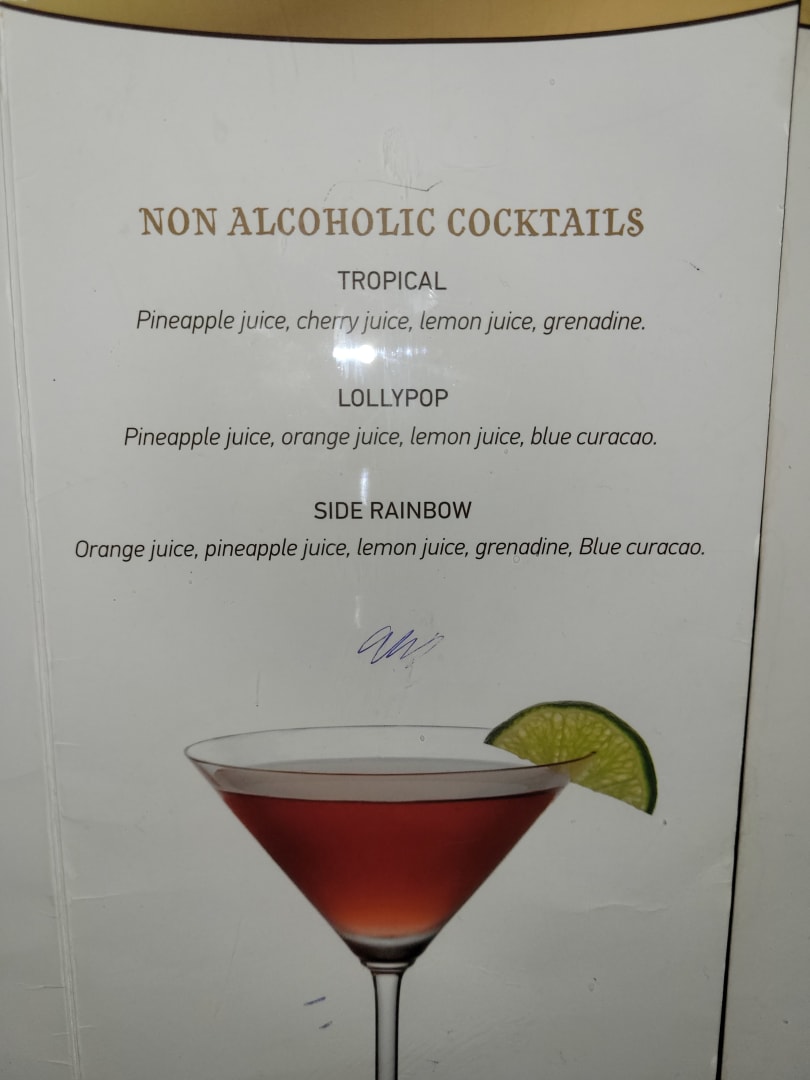 NON ALCOHOLIC COCKTAILS
TROPICAL
Pineapple juice, cherry juice, lemon juice, grenadine.
LOLLYPOP
Pineapple juice, orange juice, lemon juice, blue curacao.
SIDE RAINBOW
Orange juice, pineapple juice, lemon juice, grenadine, Blue curacao.